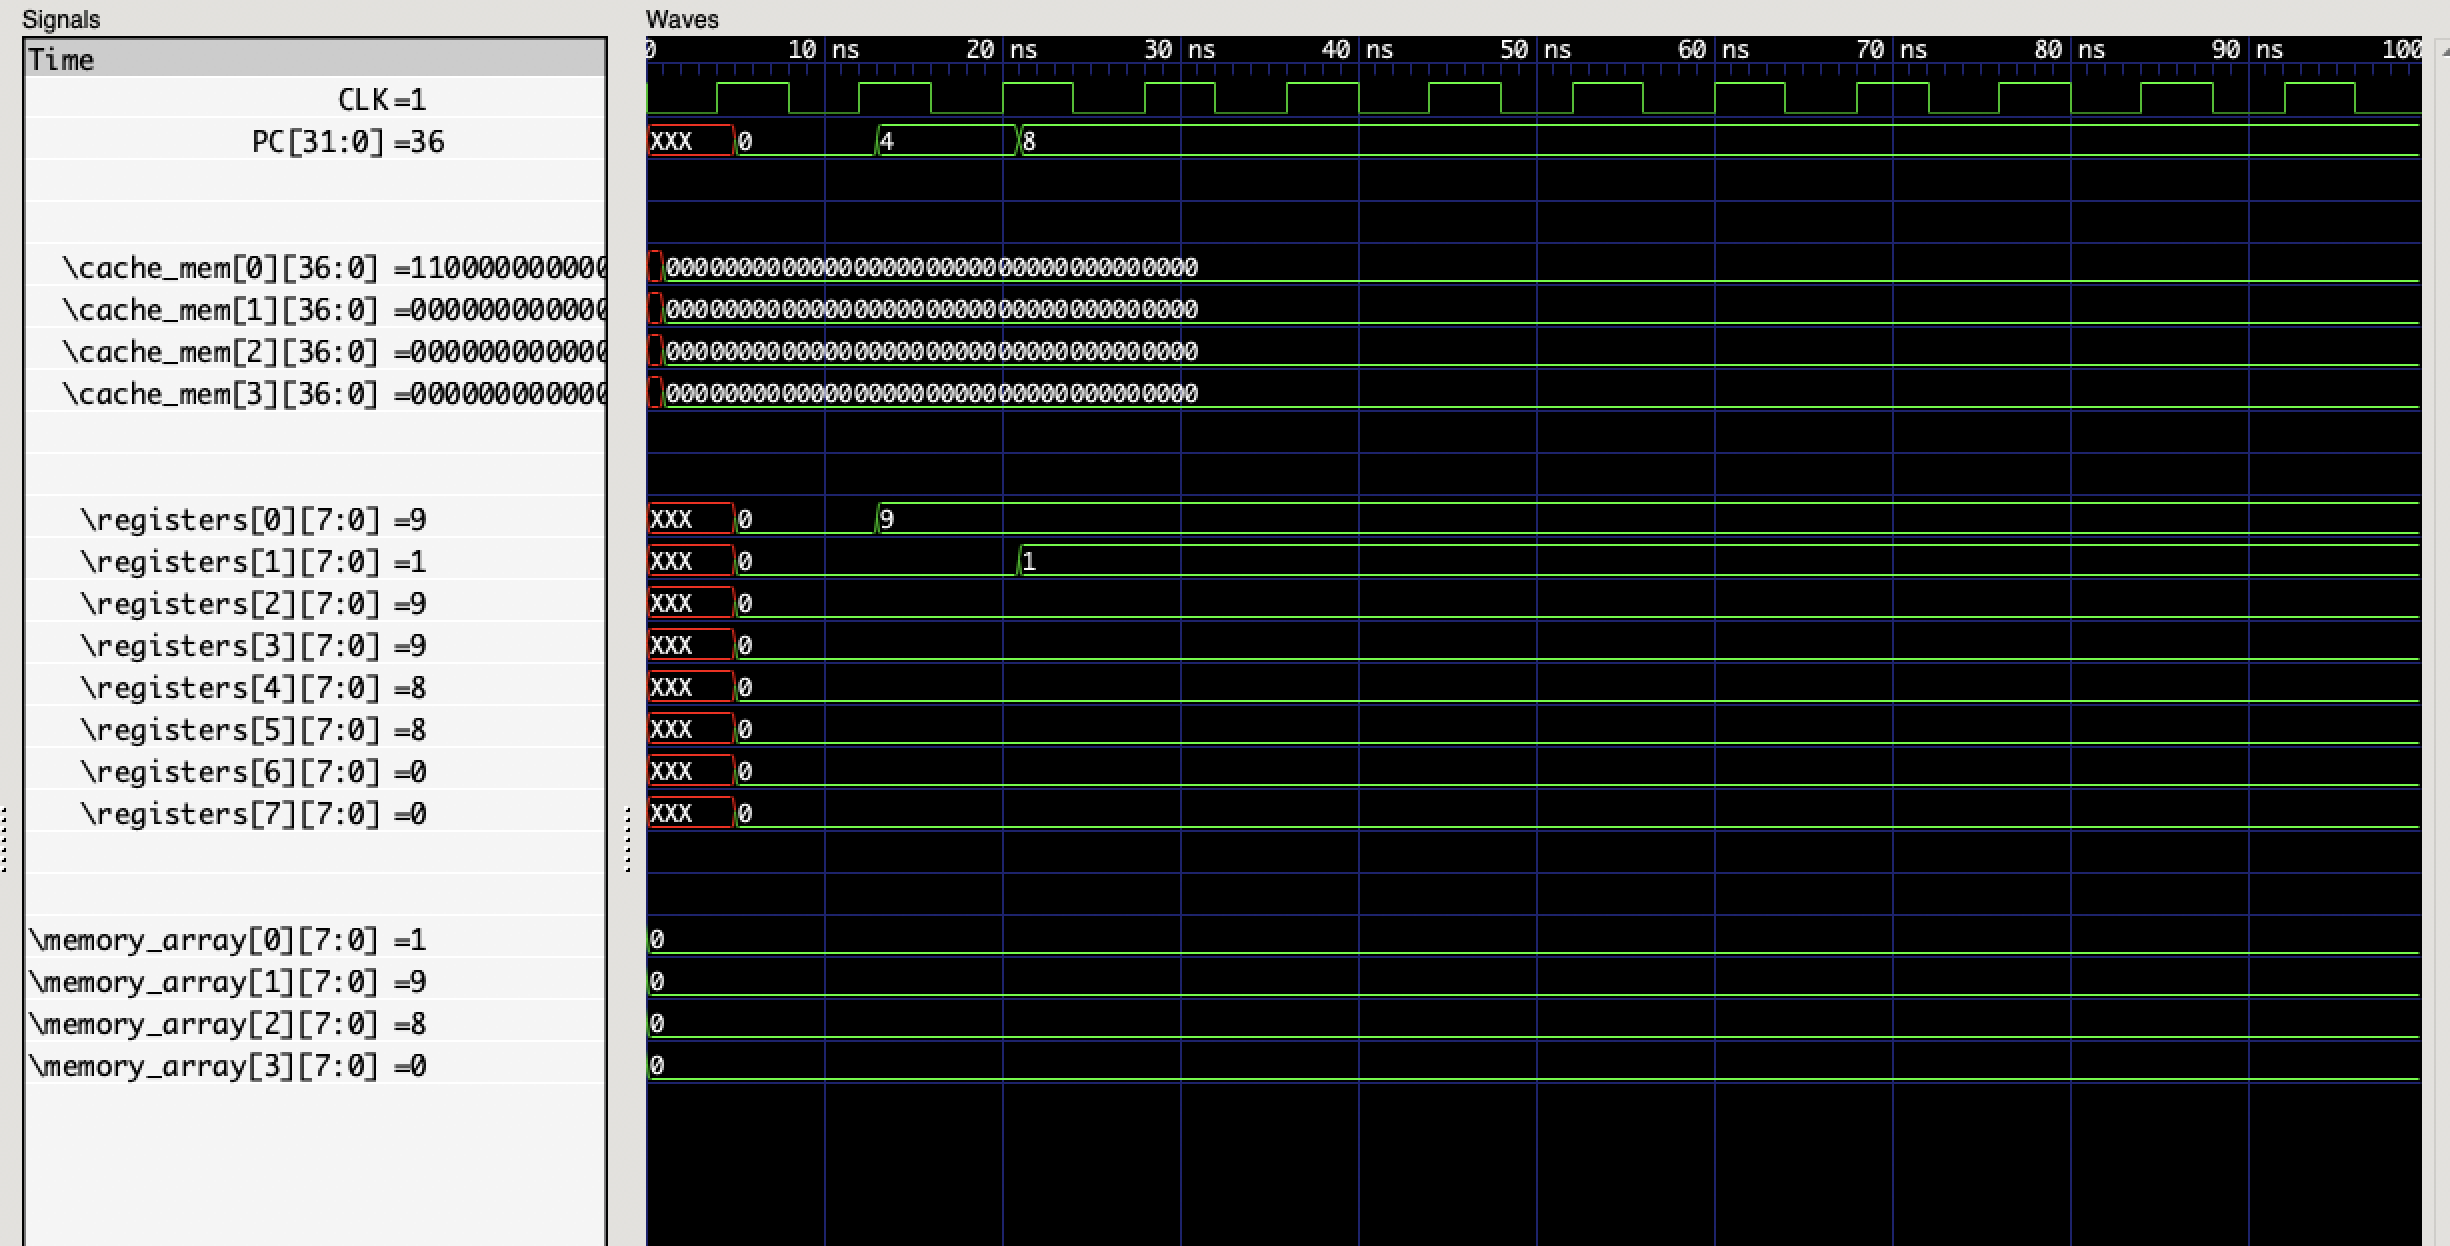 Signals
Waves
Time
0 10 ns 20 ns 30 ns 40 ns 50 ns 60 ns 70 ns 80 ns 90 ns 100
CLK=1
PC[31:0] =36 XXX 0 4 8
\cache_mem[0][36:0] =110000000000 0000000000000000000000000000000000000
\cache_mem[1][36:0] =000000000000 0000000000000000000000000000000000000
\cache_mem[2][36:0] =000000000000 0000000000000000000000000000000000000
\cache_mem[3][36:0] =000000000000 0000000000000000000000000000000000000
\registers[0][7:0] =9 XXX 0 9
\registers[1][7:0] =1 XXX 0 1
\registers[2][7:0] =9 XXX 0
\registers[3][7:0] =9 XXX 0
\registers[4][7:0] =8 XXX 0
\registers[5][7:0] =8 XXX 0
\registers[6][7:0] =0 XXX 0
\registers[7][7:0] =0 XXX 0
\memory_array[0][7:0] =1 0
\memory_array[1][7:0] =9 0
\memory_array[2][7:0] =8 0
\memory_array[3][7:0] =0 0